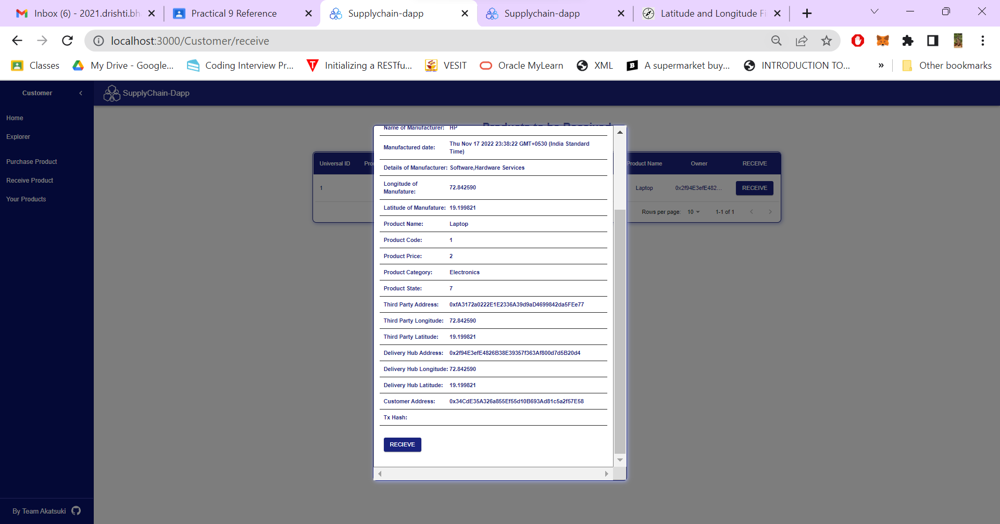 Inbox (6) - 2021.drishti.bh
Practical 9 Reference
Supplychain-dapp
Supplychain-dapp
Latitude and Longitude Fi
localhost:3000/Customer/receive
Classes
My Drive - Google...
Coding Interview Pr...
Initializing a RESTfu...
VESIT
Oracle MyLearn
XML
A supermarket buy...
INTRODUCTION TO...
»
Other bookmarks
Customer
SupplyChain-Dapp
Home
Explorer
Purchase Product
Receive Product
Your Products
By Team Akatsuki
Products to be Received
Universal ID
Pro
Product Name
Owner
RECEIVE
1
Laptop
0x2f94E3efE482...
RECEIVE
Rows per page: 10
1-1 of 1
Name of Manufacturer: HP
Manufactured date: Thu Nov 17 2022 23:38:22 GMT+0530 (India Standard
Time)
Details of Manufacturer: Software,Hardware Services
Longitude of
Manufature: 72.842590
Latitude of Manufature: 19.199821
Product Name: Laptop
Product Code: 1
Product Price: 2
Product Category: Electronics
Product State: 7
Third Party Address: 0xfA3172a0222E1E2336A39d9aD4699842da5FEe77
Third Party Longitude: 72.842590
Third Party Latitude: 19.199821
Delivery Hub Address: 0x2f94E3efE4826B38E39357f363Af800d7d5B20d4
Delivery Hub Longitude: 72.842590
Delivery Hub Latitude: 19.199821
Customer Address: 0x34CdE35A326a855Ef55d10B693Ad81c5a2f57E58
Tx Hash:
RECIEVE